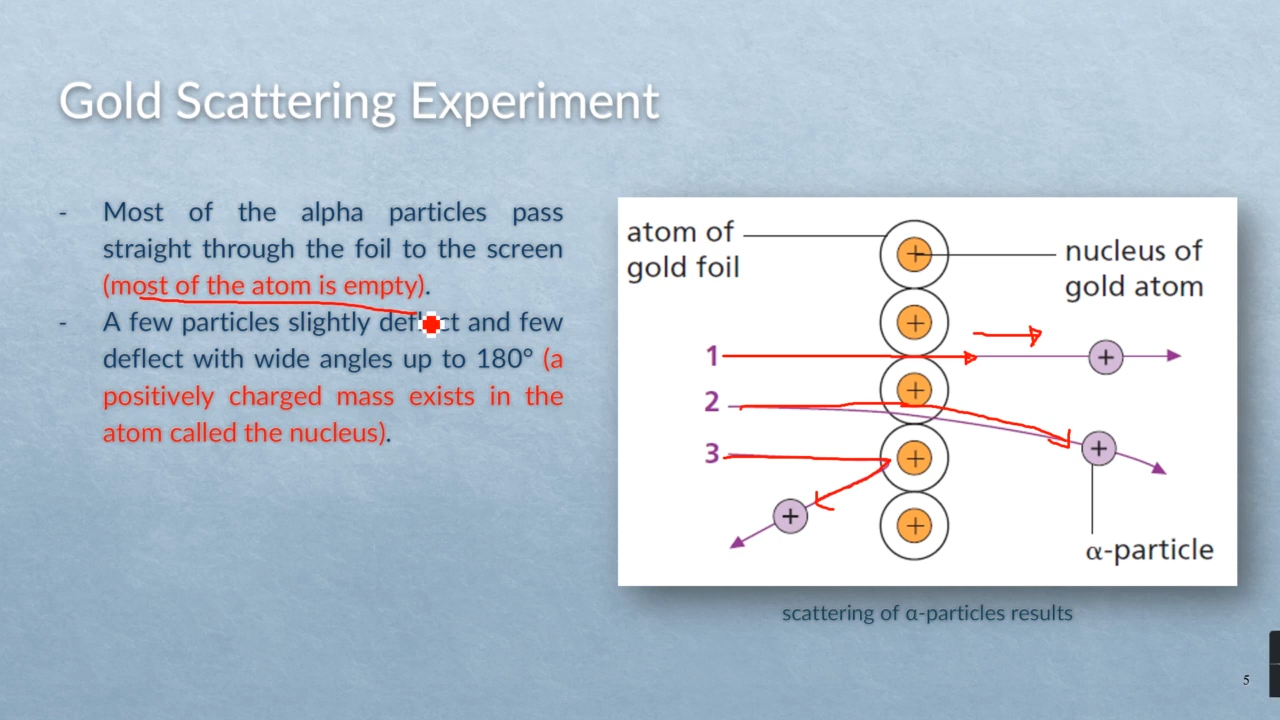 Gold Scattering Experiment
- Most of the alpha particles pass
straight through the foil to the screen
(most of the atom is empty).
- A few particles slightly deflect and few
deflect with wide angles up to 180° (a
positively charged mass exists in the
atom called the nucleus).
atom of
gold foil
nucleus of
gold atom
1
2
3
+
+
+
+
+
+
+
+
α-particle
scattering of α-particles results
5